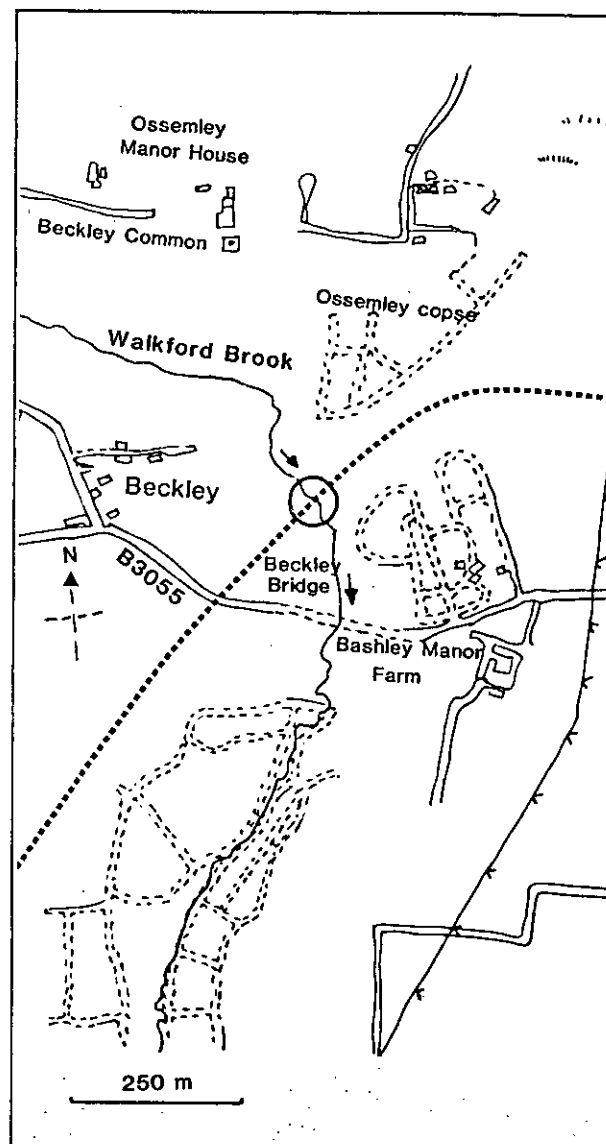 Ossemley
Manor House
Beckley Common
Ossemley copse
Walkford Brook
Beckley
N
B3055
Beckley
Bridge
Bashley Manor
Farm
250 m